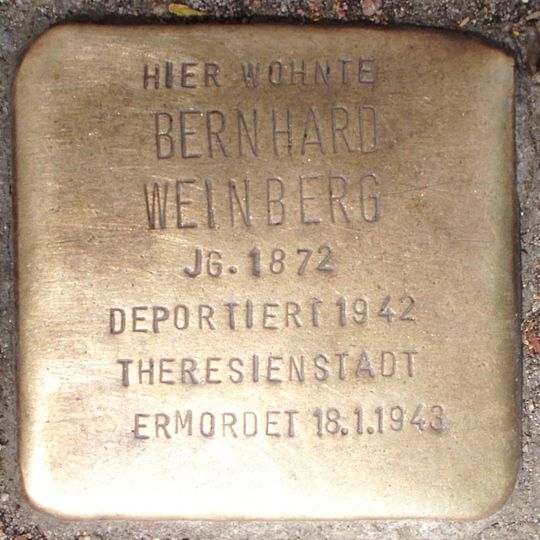 HIER WOHNTE
BERNHARD
WEINBERG
JG. 1872
DEPORTIERT 1942
THERESIENSTADT
ERMORDET 18.1.1943